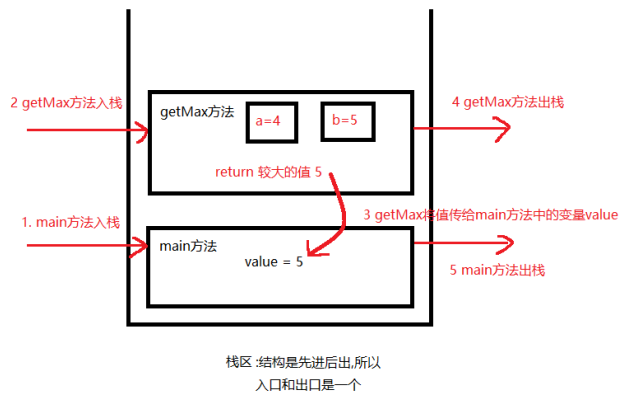 2 getMax方法入栈
getMax方法
a=4
b=5
4 getMax方法出栈
return 较大的值 5
1. main方法入栈
3 getMax将值传给main方法中的变量value
main方法
value = 5
5 main方法出栈
栈区 :结构是先进后出,所以
入口和出口是一个